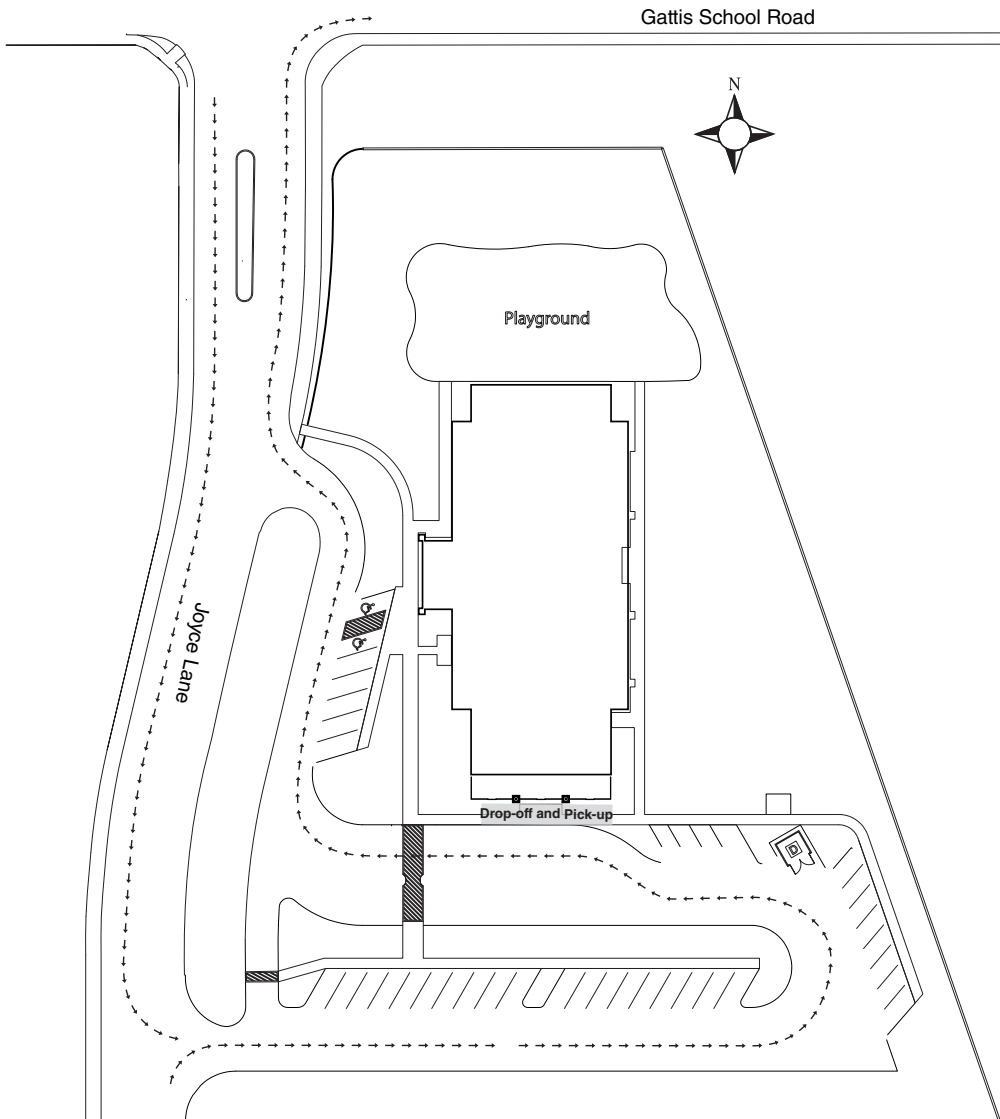 Gattis School Road
N
Playground
Joyce Lane
Drop-off and Pick-up
D